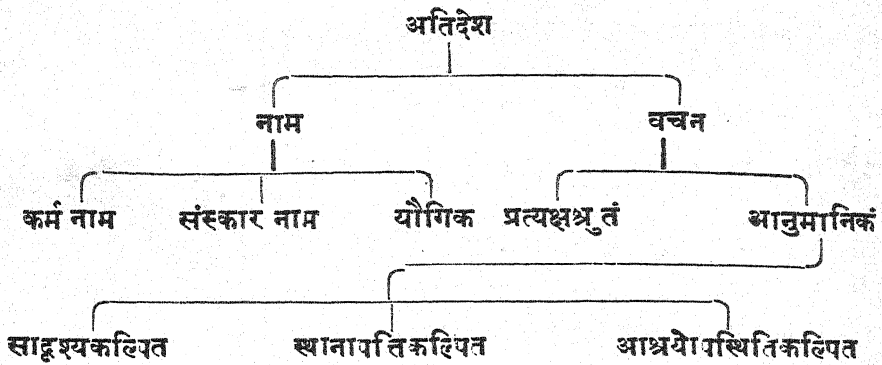 अतिदेश
नाम वचन
कर्म नाम संस्कार नाम यौगिक प्रत्यक्षश्रुतं आनुमानिकं
सादृश्यकल्पित स्थानापत्तिकल्पित आश्रयोपस्थितिकल्पित